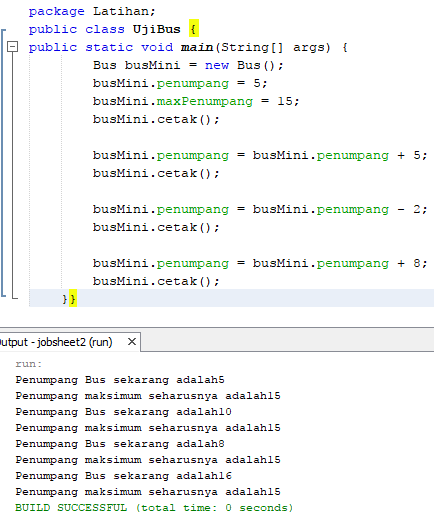 package Latihan;
public class UjiBus {
public static void main(String[] args) {
Bus busMini = new Bus();
busMini.penumpang = 5;
busMini.maxPenumpang = 15;
busMini.cetak();
busMini.penumpang = busMini.penumpang + 5;
busMini.cetak();
busMini.penumpang = busMini.penumpang - 2;
busMini.cetak();
busMini.penumpang = busMini.penumpang + 8;
busMini.cetak();
}}
utput - jobsheet2 (run) ×
run:
Penumpang Bus sekarang adalah5
Penumpang maksimum seharusnya adalah15
Penumpang Bus sekarang adalah10
Penumpang maksimum seharusnya adalah15
Penumpang Bus sekarang adalah8
Penumpang maksimum seharusnya adalah15
Penumpang Bus sekarang adalah16
Penumpang maksimum seharusnya adalah15
BUILD SUCCESSFUL (total time: 0 seconds)